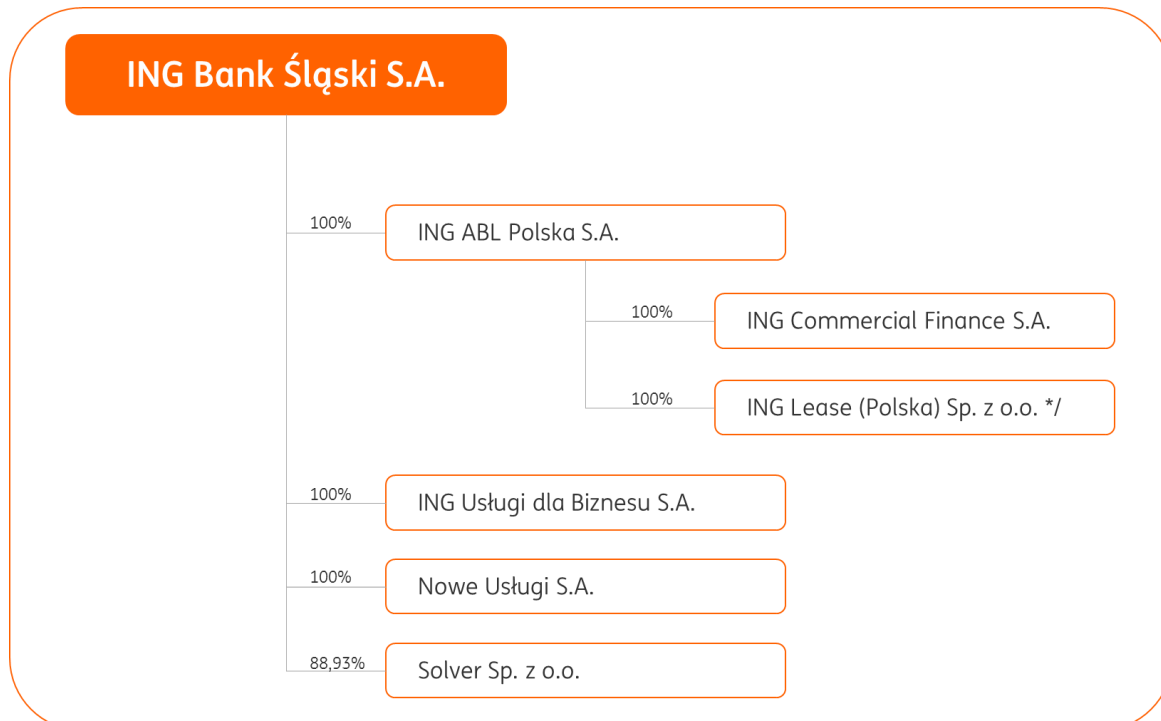 ING Bank Śląski S.A.
100%
ING ABL Polska S.A.
100%
ING Commercial Finance S.A.
100%
ING Lease (Polska) Sp. z o.o. */
100%
ING Usługi dla Biznesu S.A.
100%
Nowe Usługi S.A.
88,93%
Solver Sp. z o.o.